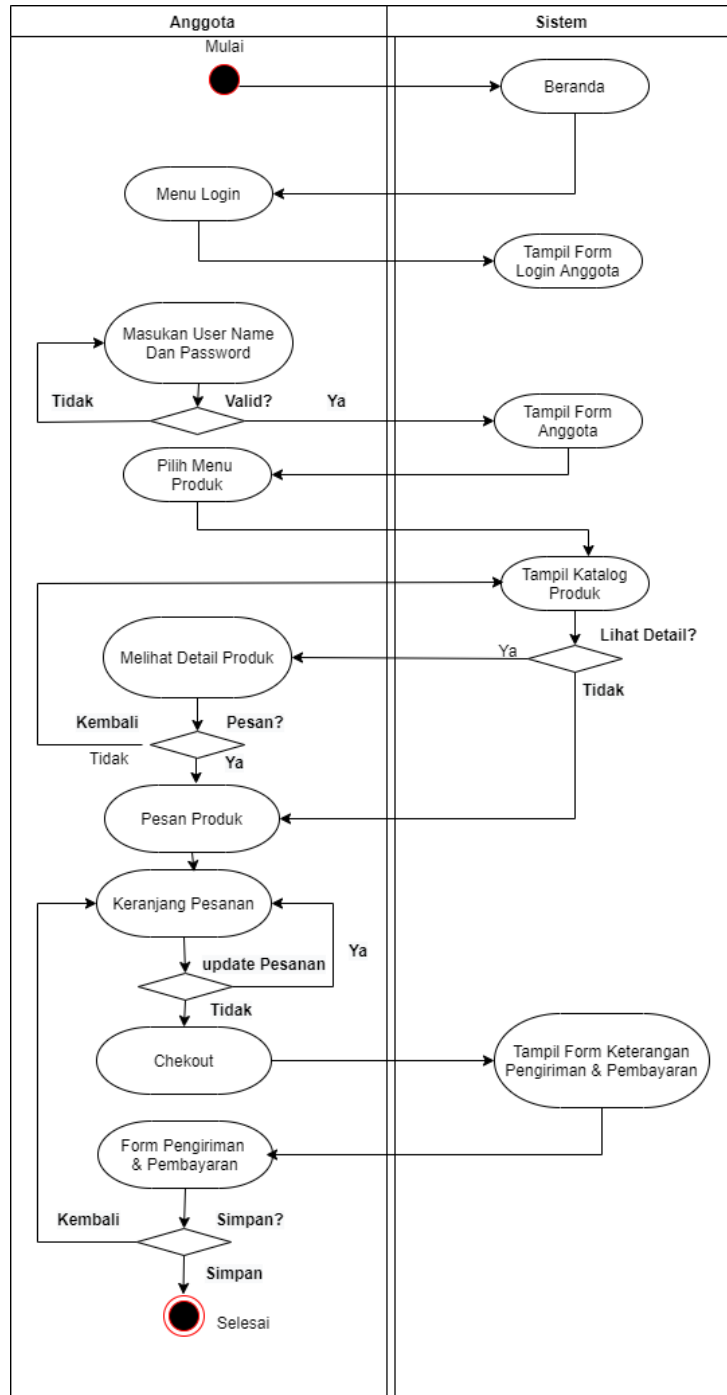 Anggota
Sistem
Mulai
Beranda
Menu Login
Tampil Form
Login Anggota
Masukan User Name
Dan Password
Tidak
Valid?
Ya
Tampil Form
Anggota
Pilih Menu
Produk
Tampil Katalog
Produk
Lihat Detail?
Ya
Melihat Detail Produk
Tidak
Kembali
Pesan?
Tidak
Ya
Pesan Produk
Keranjang Pesanan
Ya
update Pesanan
Tidak
Chekout
Tampil Form Keterangan
Pengiriman & Pembayaran
Form Pengiriman
& Pembayaran
Kembali
Simpan?
Simpan
Selesai